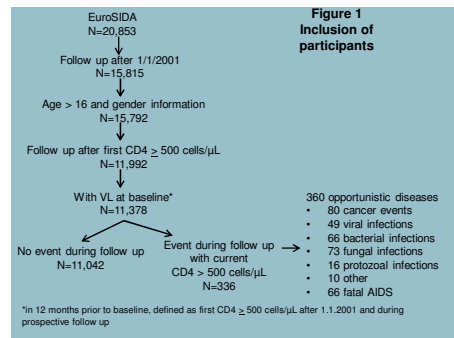 Figure 1
Inclusion of
participants
EuroSIDA
N=20,853
Follow up after 1/1/2001
N=15,815
Age > 16 and gender information
N=15,792
Follow up after first CD4 ≥ 500 cells/µL
N=11,992
With VL at baseline*
N=11,378
No event during follow up
N=11,042
Event during follow up
with current
CD4 > 500 cells/µL
N=336
360 opportunistic diseases
• 80 cancer events
• 49 viral infections
• 66 bacterial infections
• 73 fungal infections
• 16 protozoal infections
• 10 other
• 66 fatal AIDS
*in 12 months prior to baseline, defined as first CD4 ≥ 500 cells/µL after 1.1.2001 and during
prospective follow up